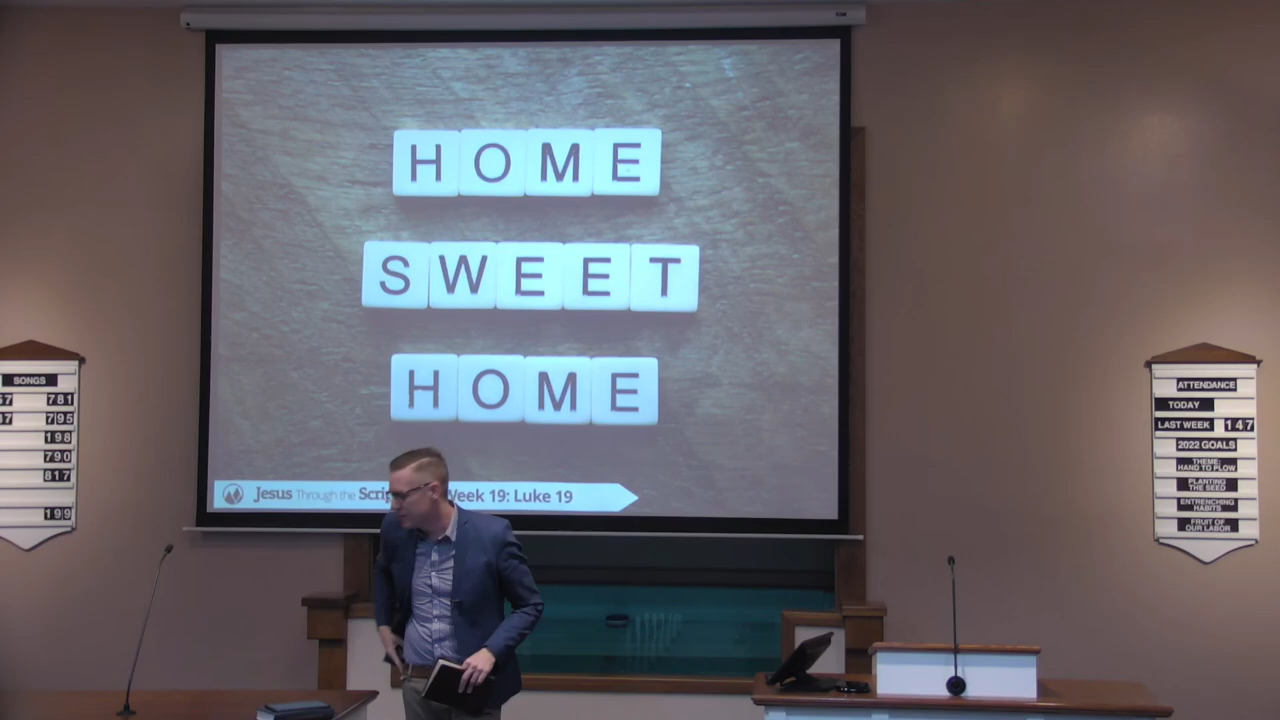 HOME
SWEET
HOME
Jesus Through the Week 19: Luke 19
SONGS
781
795
198
790
817
199
ATTENDANCE
TODAY
LAST WEEK 147
2022 GOALS
THEME:
HAND TO PLOW
PLANTING
THE SEED
ENTRENCHING
HABITS
FRUIT OF
OUR LABOR